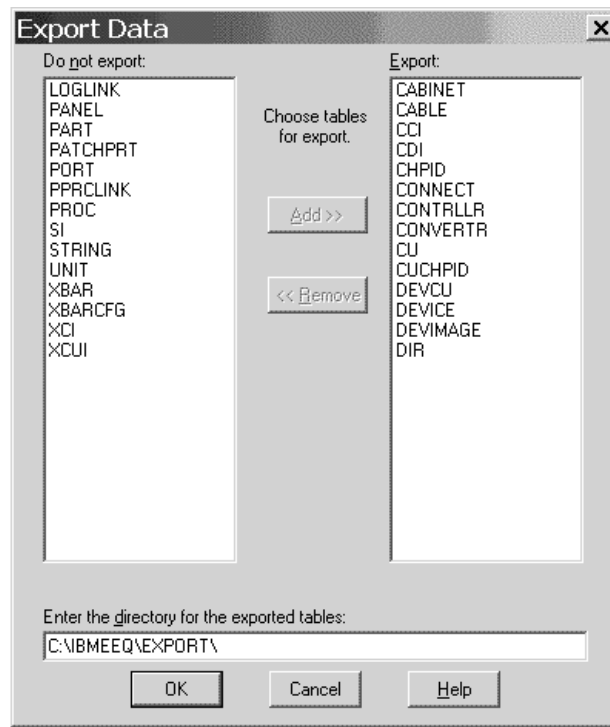 Export Data
Do not export:
LOGLINK
PANEL
PART
PATCHPRT
PORT
PPRCLINK
PROC
SI
STRING
UNIT
XBAR
XBARCFG
XCI
XCUI
Choose tables
for export.
Add >>
<< Remove
Export:
CABINET
CABLE
CCI
CDI
CHPID
CONNECT
CONTRLLR
CONVERTR
CU
CUCHPID
DEVCU
DEVICE
DEVIMAGE
DIR
Enter the directory for the exported tables:
C:\IBMEEQ\EXPORT\
OK
Cancel
Help